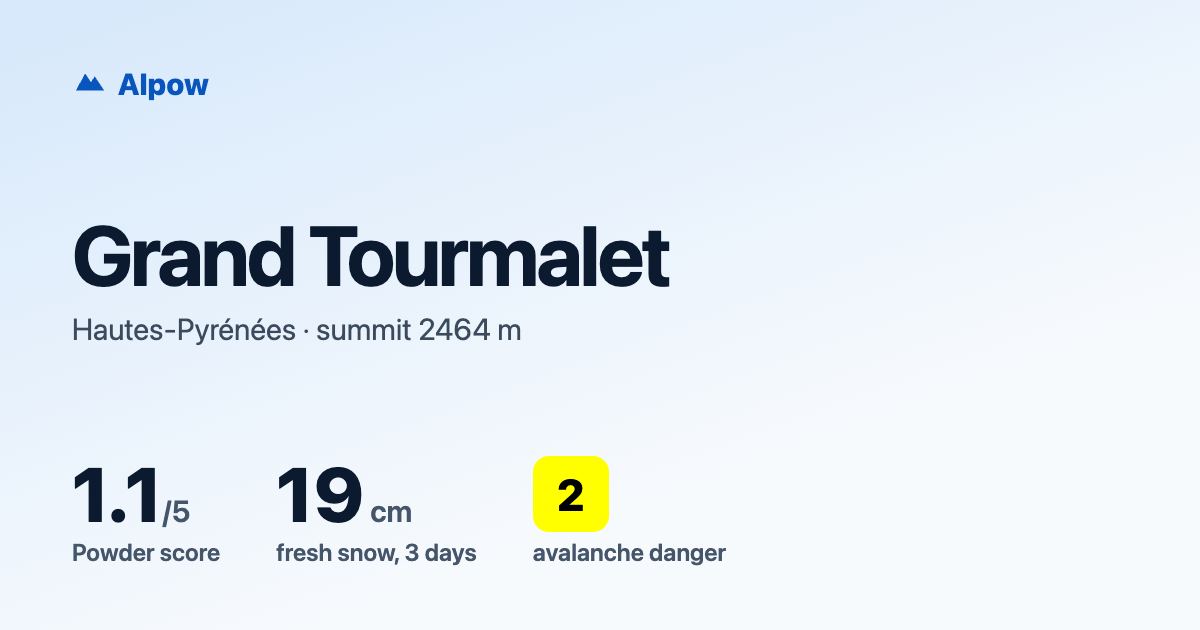 Alpow
Grand Tourmalet
Hautes-Pyrénées · summit 2464 m
1.1/5
Powder score
19 cm
fresh snow, 3 days
2
avalanche danger